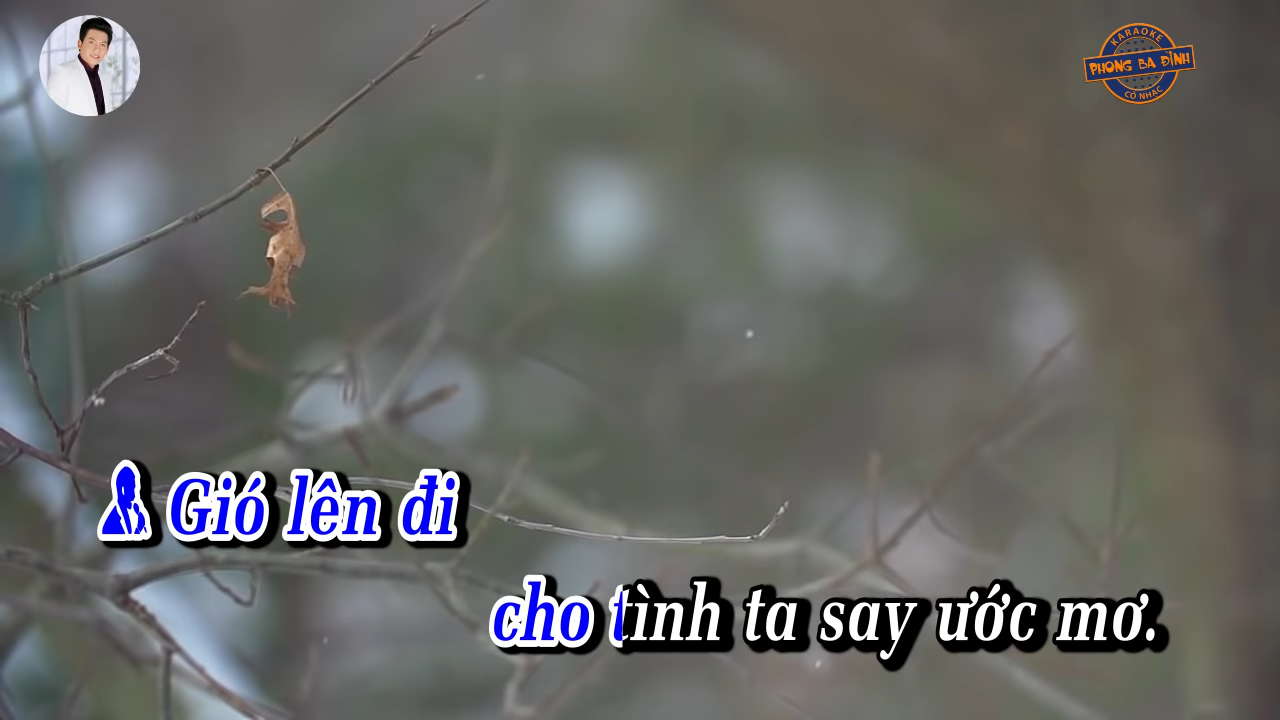 KARAOKE
PHONG BA ĐÌNH
CỔ NHẠC
Gió lên đi
cho tình ta say ước mơ.